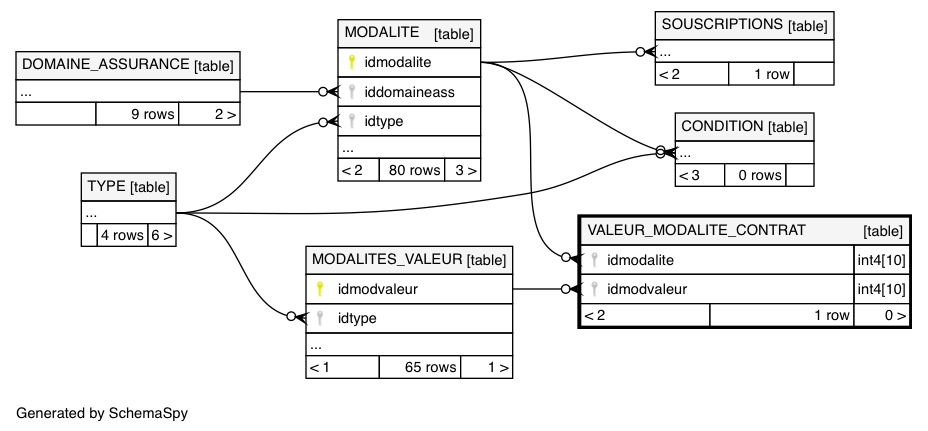 DOMAINE_ASSURANCE [table]
...
9 rows 2 >
MODALITE [table]
idmodalite
iddomaineass
idtype
...
< 2 80 rows 3 >
SOUSCRIPTIONS [table]
...
< 2 1 row
CONDITION [table]
...
< 3 0 rows
TYPE [table]
...
4 rows 6 >
MODALITES_VALEUR [table]
idmodvaleur
idtype
...
< 1 65 rows 1 >
VALEUR_MODALITE_CONTRAT [table]
idmodalite int4[10]
idmodvaleur int4[10]
< 2 1 row 0 >
Generated by SchemaSpy